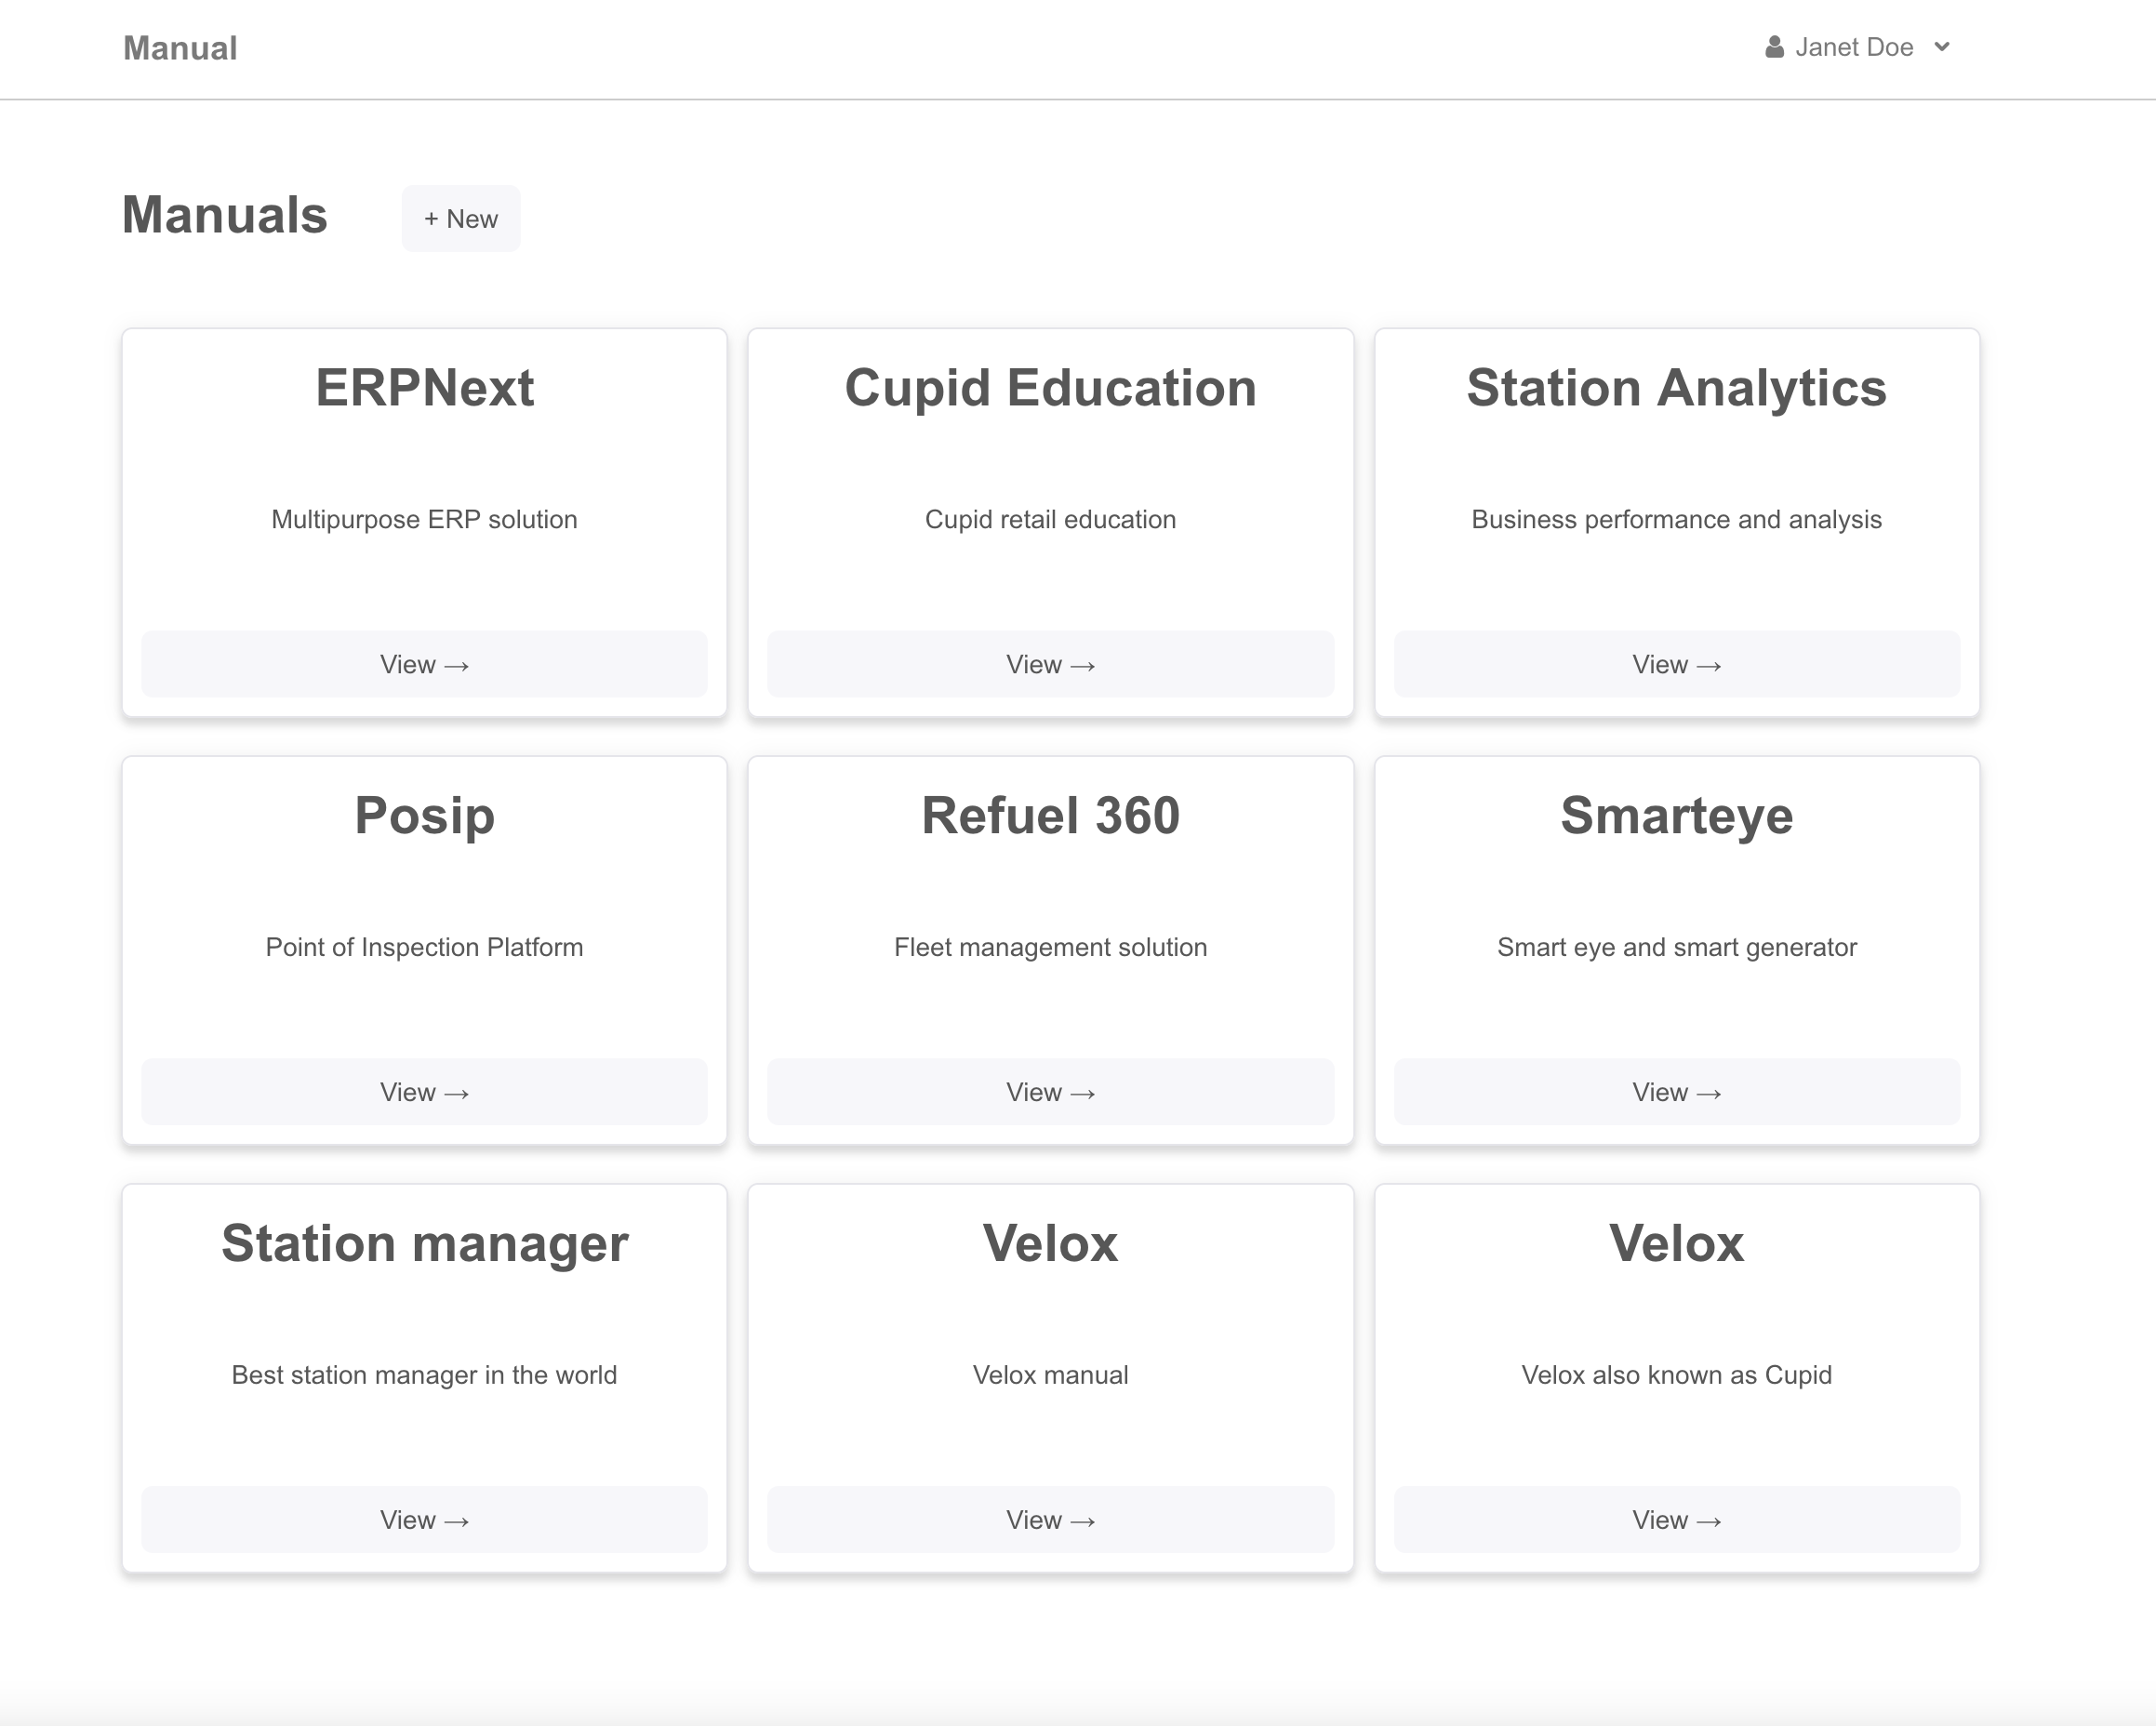 Manual
Janet Doe
Manuals
+ New
ERPNext
Multipurpose ERP solution
View →
Cupid Education
Cupid retail education
View →
Station Analytics
Business performance and analysis
View →
Posip
Point of Inspection Platform
View →
Refuel 360
Fleet management solution
View →
Smarteye
Smart eye and smart generator
View →
Station manager
Best station manager in the world
View →
Velox
Velox manual
View →
Velox
Velox also known as Cupid
View →